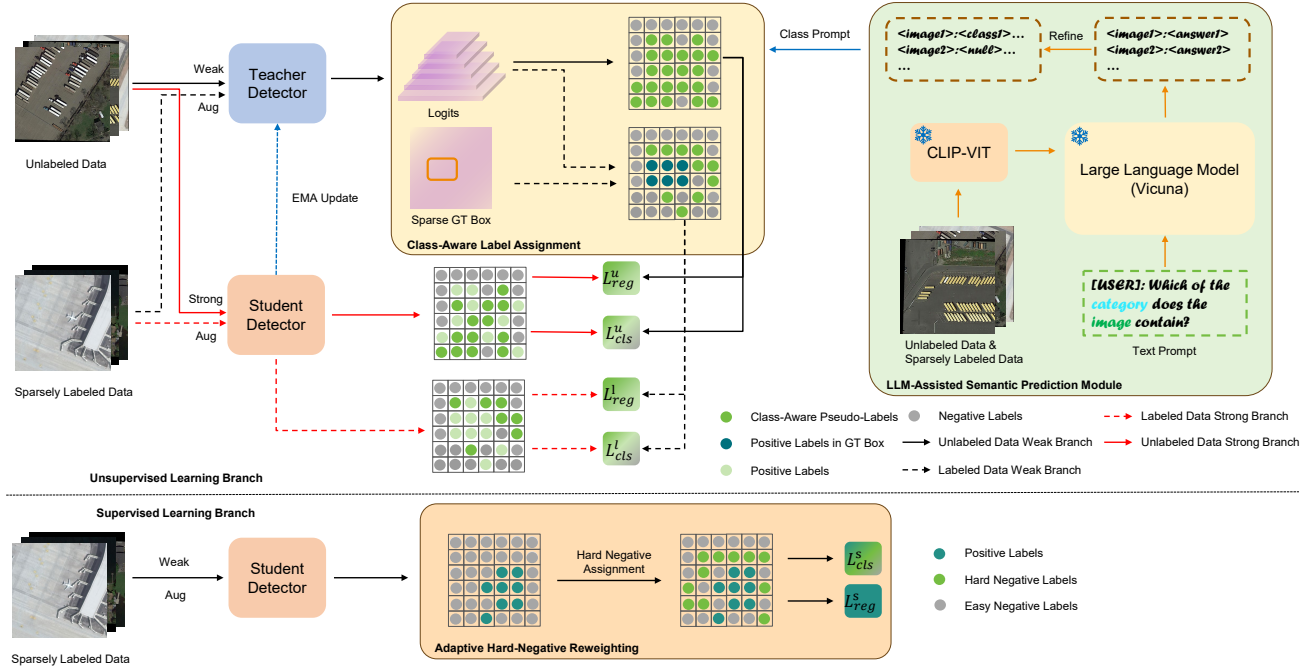 Unlabeled Data
Weak
Aug
Teacher
Detector
EMA Update
Logits
Sparse GT Box
Class-Aware Label Assignment
Class Prompt
<image1>:<class1>...
<image2>:<null>...
...
Refine
<image1>:<answer1>
<image2>:<answer2>
...
CLIP-VIT
Large Language Model
(Vicuna)
Unlabeled Data &
Sparsely Labeled Data
[USER]: Which of the
category does the
image contain?
Text Prompt
LLM-Assisted Semantic Prediction Module
Sparsely Labeled Data
Strong
Aug
Student
Detector
L_reg^u
L_cls^u
L_reg^l
L_cls^l
Class-Aware Pseudo-Labels
Negative Labels
Labeled Data Strong Branch
Positive Labels in GT Box
Unlabeled Data Weak Branch
Unlabeled Data Strong Branch
Positive Labels
Labeled Data Weak Branch
Unsupervised Learning Branch
Supervised Learning Branch
Sparsely Labeled Data
Weak
Aug
Student
Detector
Hard Negative
Assignment
L_cls^s
L_reg^s
Adaptive Hard-Negative Reweighting
Positive Labels
Hard Negative Labels
Easy Negative Labels